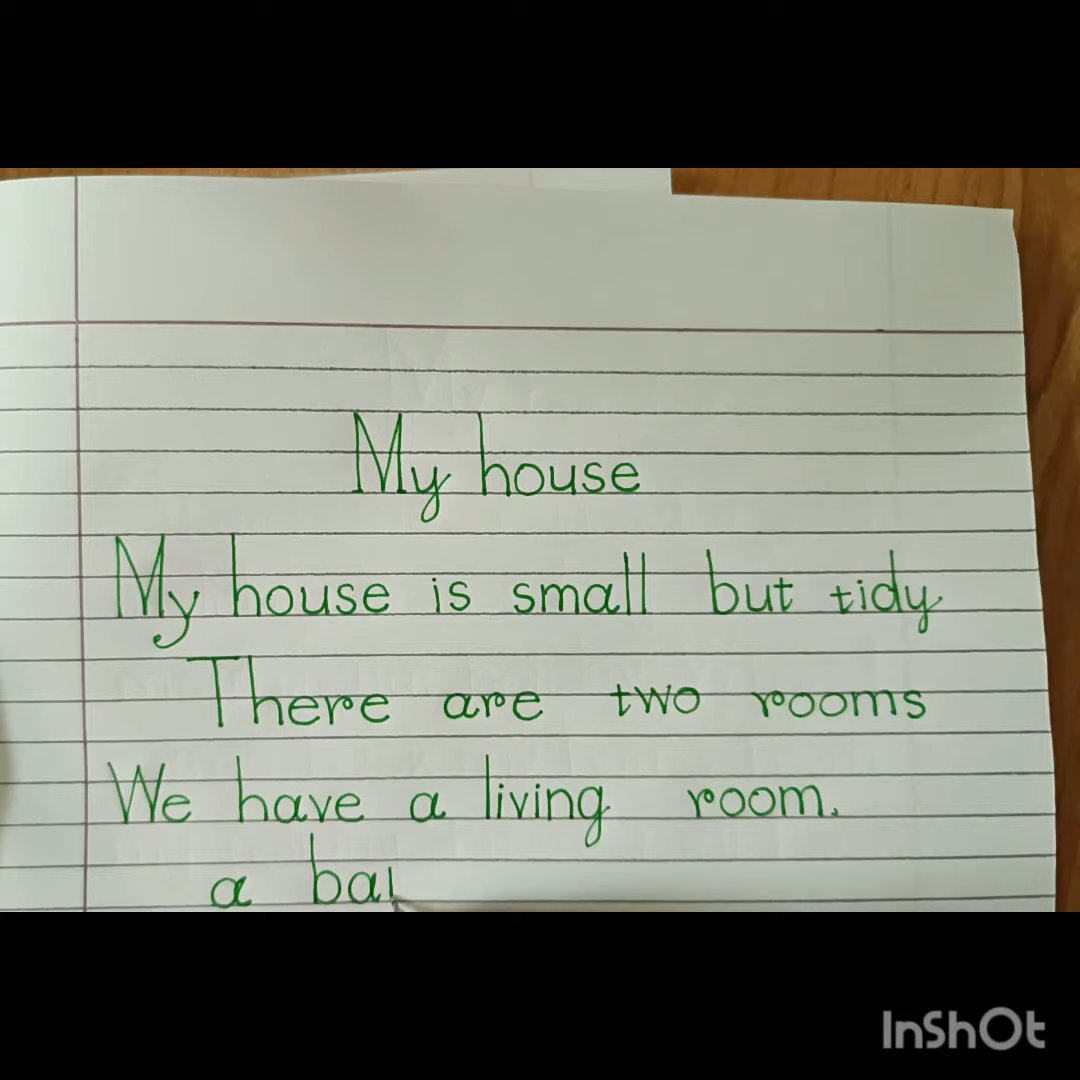 My house
My house is small but tidy
There are two rooms
We have a living room.
a
InShOt